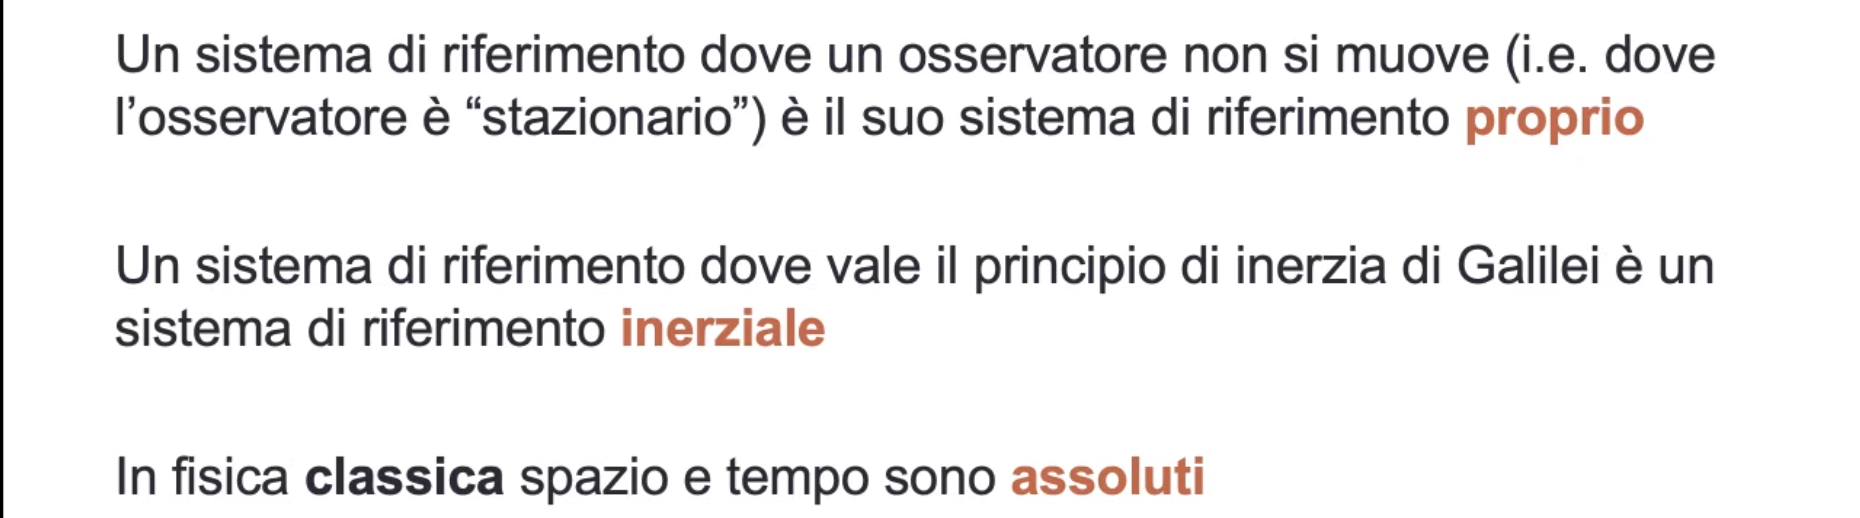 Un sistema di riferimento dove un osservatore non si muove (i.e. dove
l’osservatore è “stazionario”) è il suo sistema di riferimento proprio
Un sistema di riferimento dove vale il principio di inerzia di Galilei è un
sistema di riferimento inerziale
In fisica classica spazio e tempo sono assoluti